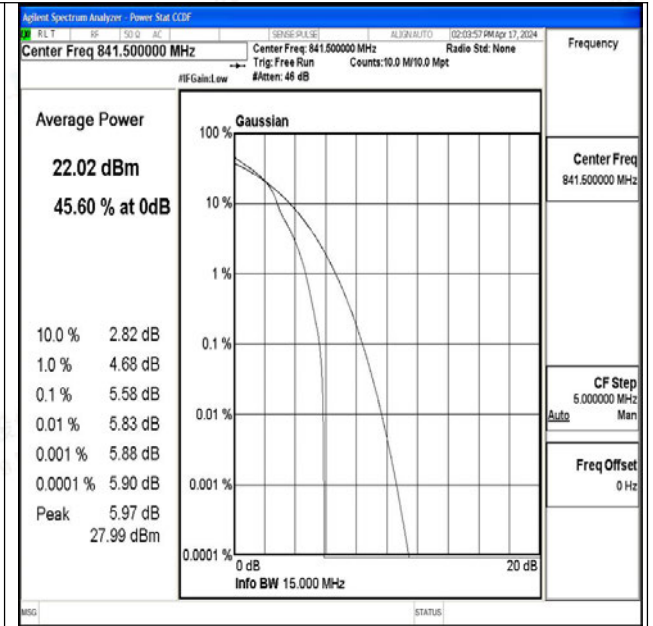 Agilent Spectrum Analyzer - Power Stat CCDF
RLT RF 50 Ω AC SENSE:PULSE ALIGN AUTO 02:03:57 PM Apr 17, 2024
Center Freq 841.500000 MHz
Center Freq: 841.500000 MHz Radio Std: None
Trig: Free Run Counts:10.0 M/10.0 Mpt
#IFGain:Low #Atten: 46 dB
Frequency
Average Power
22.02 dBm
45.60 % at 0dB
10.0 % 2.82 dB
1.0 % 4.68 dB
0.1 % 5.58 dB
0.01 % 5.83 dB
0.001 % 5.88 dB
0.0001 % 5.90 dB
Peak 5.97 dB
27.99 dBm
Gaussian
100 %
10 %
1 %
0.1 %
0.01 %
0.001 %
0.0001 %
0 dB 20 dB
Info BW 15.000 MHz
Center Freq
841.500000 MHz
CF Step
5.000000 MHz
Auto Man
Freq Offset
0 Hz
MSG STATUS